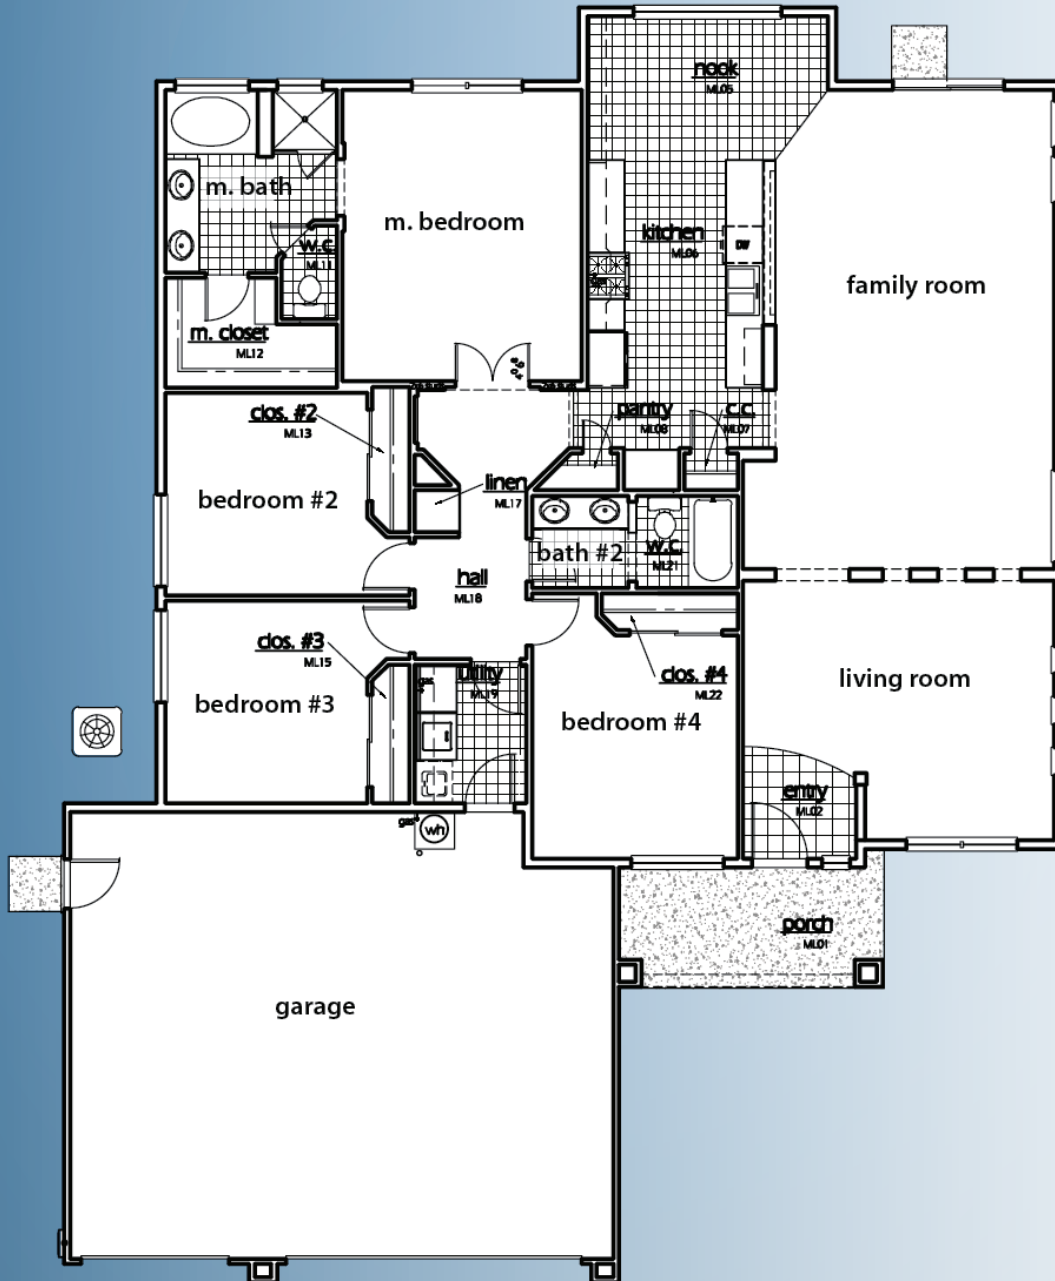 nook
ML05
m. bath
m. bedroom
w.c.
ML11
kitchen
ML06
DW
gas
family room
m. closet
ML12
clos. #2
ML13
pantry
ML08
c.c.
ML07
linen
ML17
bedroom #2
bath #2
w.c.
ML21
hall
ML18
clos. #3
ML15
utility
ML19
gas
clos. #4
ML22
living room
bedroom #3
bedroom #4
entry
ML02
gas
wh
porch
ML01
garage